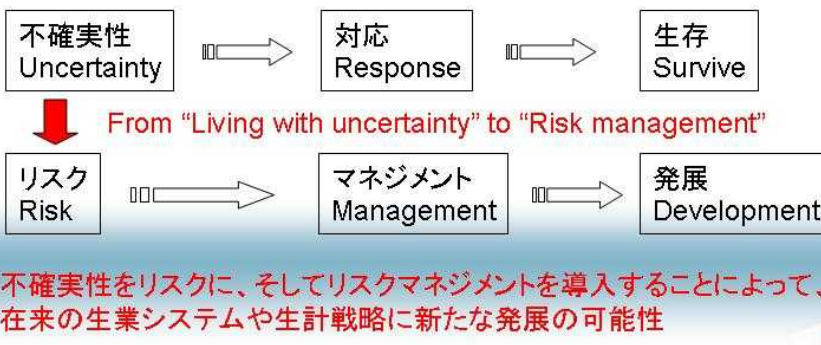 不確実性 対応 生存
Uncertainty Response Survive
From “Living with uncertainty” to “Risk management”
リスク マネジメント 発展
Risk Management Development
不確実性をリスクに、そしてリスクマネジメントを導入することによって、
在来の生業システムや生計戦略に新たな発展の可能性